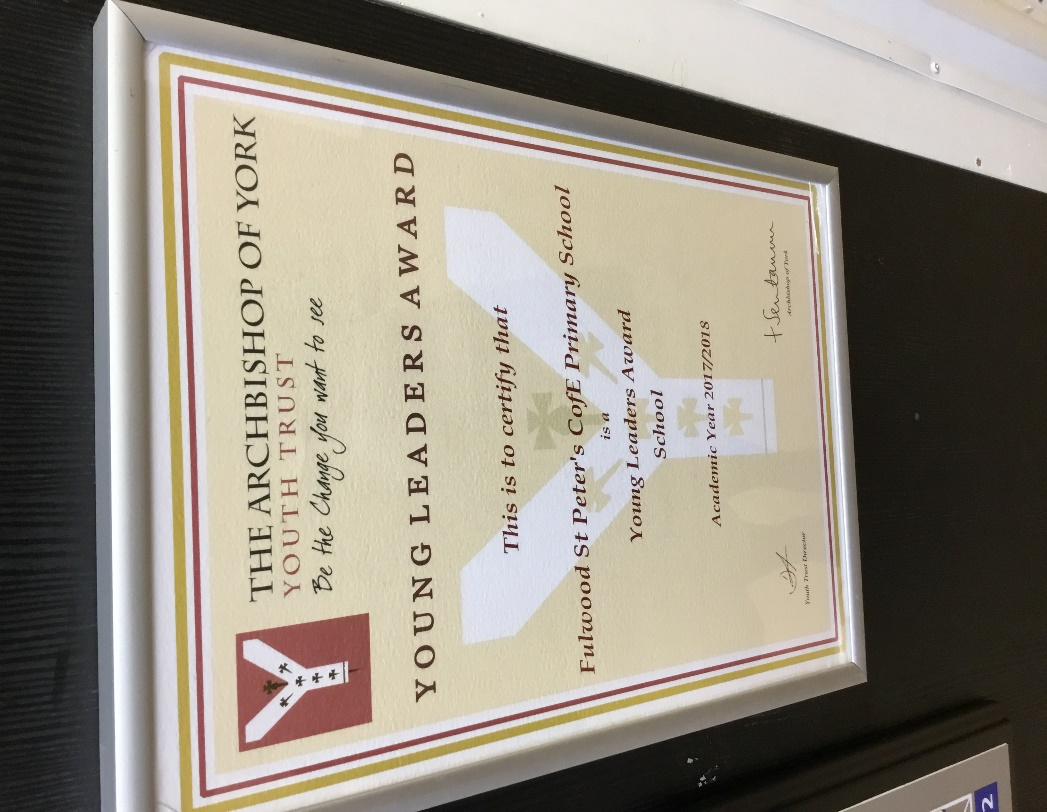 THE ARCHBISHOP OF YORK
YOUTH TRUST
Be the Change you want to see
YOUNG LEADERS AWARD
This is to certify that
Fulwood St Peter's CofE Primary School
is a
Young Leaders Award
School
Academic Year 2017/2018
Youth Trust Director
+ Sentamu
Archbishop of York
2